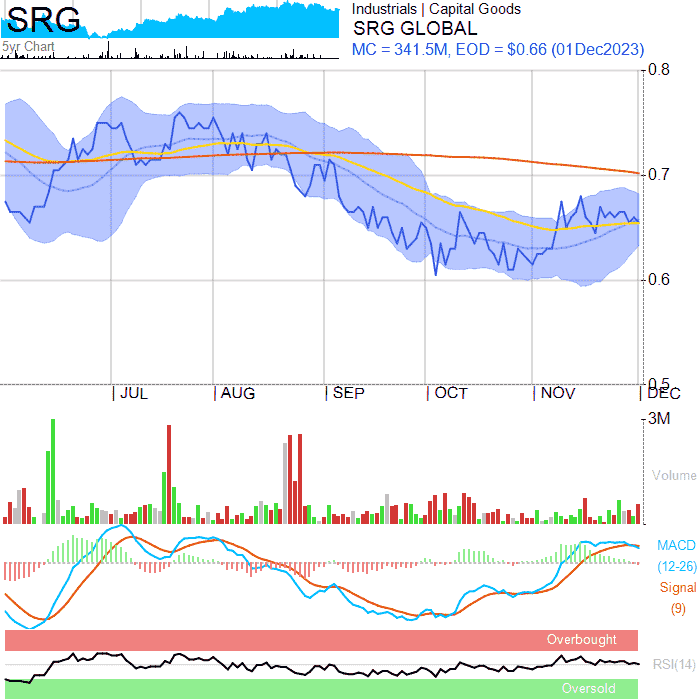 SRG
5yr Chart
Industrials | Capital Goods
SRG GLOBAL
MC = 341.5M, EOD = $0.66 (01Dec2023)
0.8
0.7
0.6
0.5
JUL AUG SEP OCT NOV DEC
3M
Volume
MACD
(12-26)
Signal
(9)
Overbought
RSI(14)
Oversold